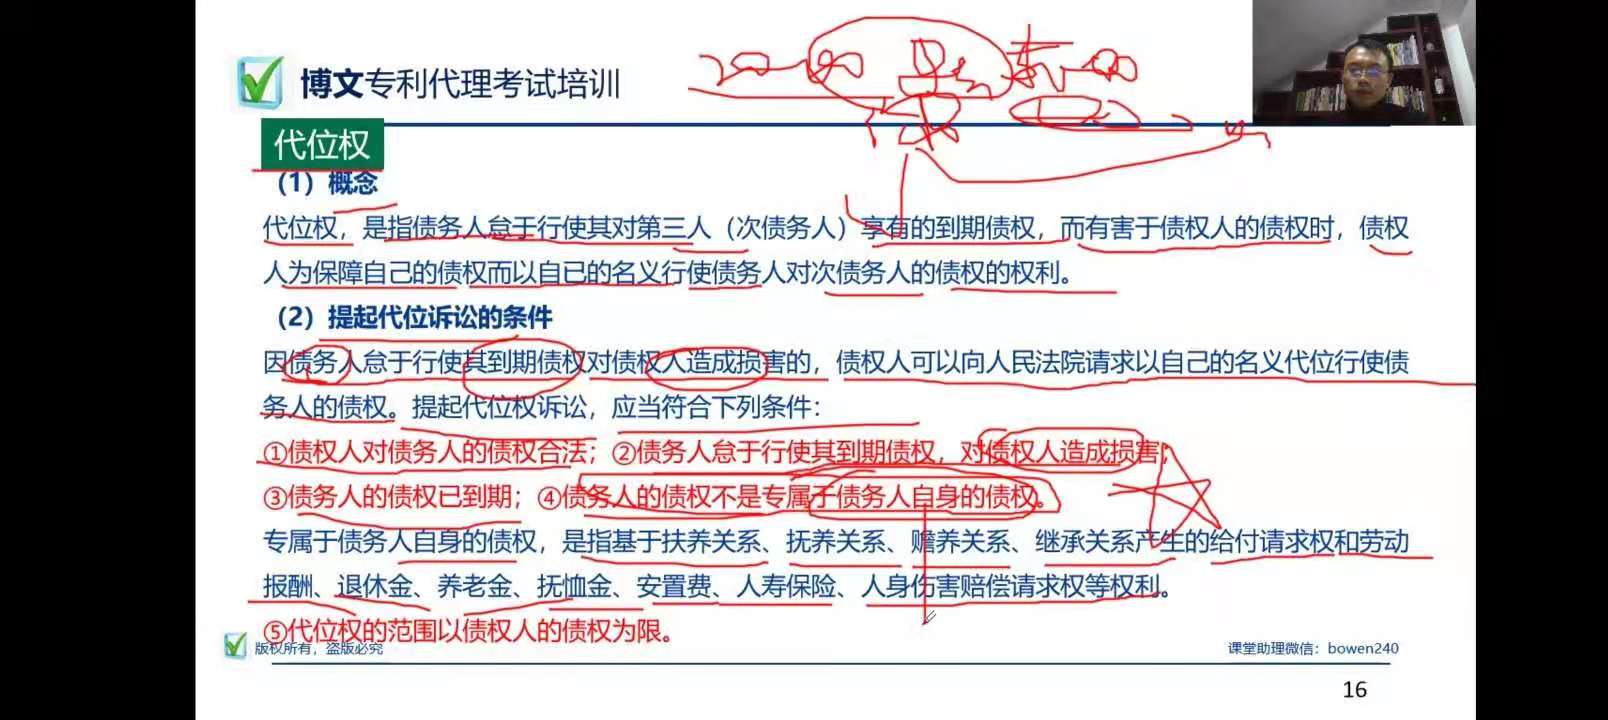 博文专利代理考试培训
代位权
（1）概念
代位权，是指债务人怠于行使其对第三人（次债务人）享有的到期债权，而有害于债权人的债权时，债权
人为保障自己的债权而以自已的名义行使债务人对次债务人的债权的权利。
（2）提起代位诉讼的条件
因债务人怠于行使其到期债权对债权人造成损害的，债权人可以向人民法院请求以自己的名义代位行使债
务人的债权。提起代位权诉讼，应当符合下列条件：
①债权人对债务人的债权合法；②债务人怠于行使其到期债权，对债权人造成损害；
③债务人的债权已到期；④债务人的债权不是专属于债务人自身的债权。
专属于债务人自身的债权，是指基于扶养关系、抚养关系、赡养关系、继承关系产生的给付请求权和劳动
报酬、退休金、养老金、抚恤金、安置费、人寿保险、人身伤害赔偿请求权等权利。
⑤代位权的范围以债权人的债权为限。
版权所有，盗版必究
课堂助理微信：bowen240
16